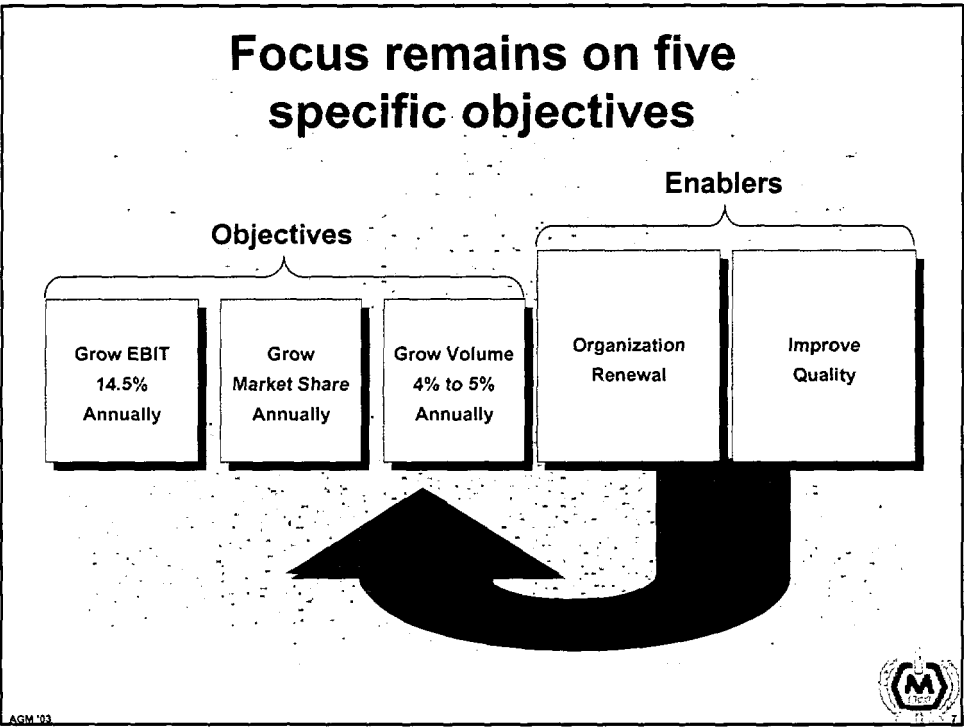 Focus remains on five
specific objectives
Enablers
Objectives
Grow EBIT
14.5%
Annually
Grow
Market Share
Annually
Grow Volume
4% to 5%
Annually
Organization
Renewal
Improve
Quality
M
AGM '03
7